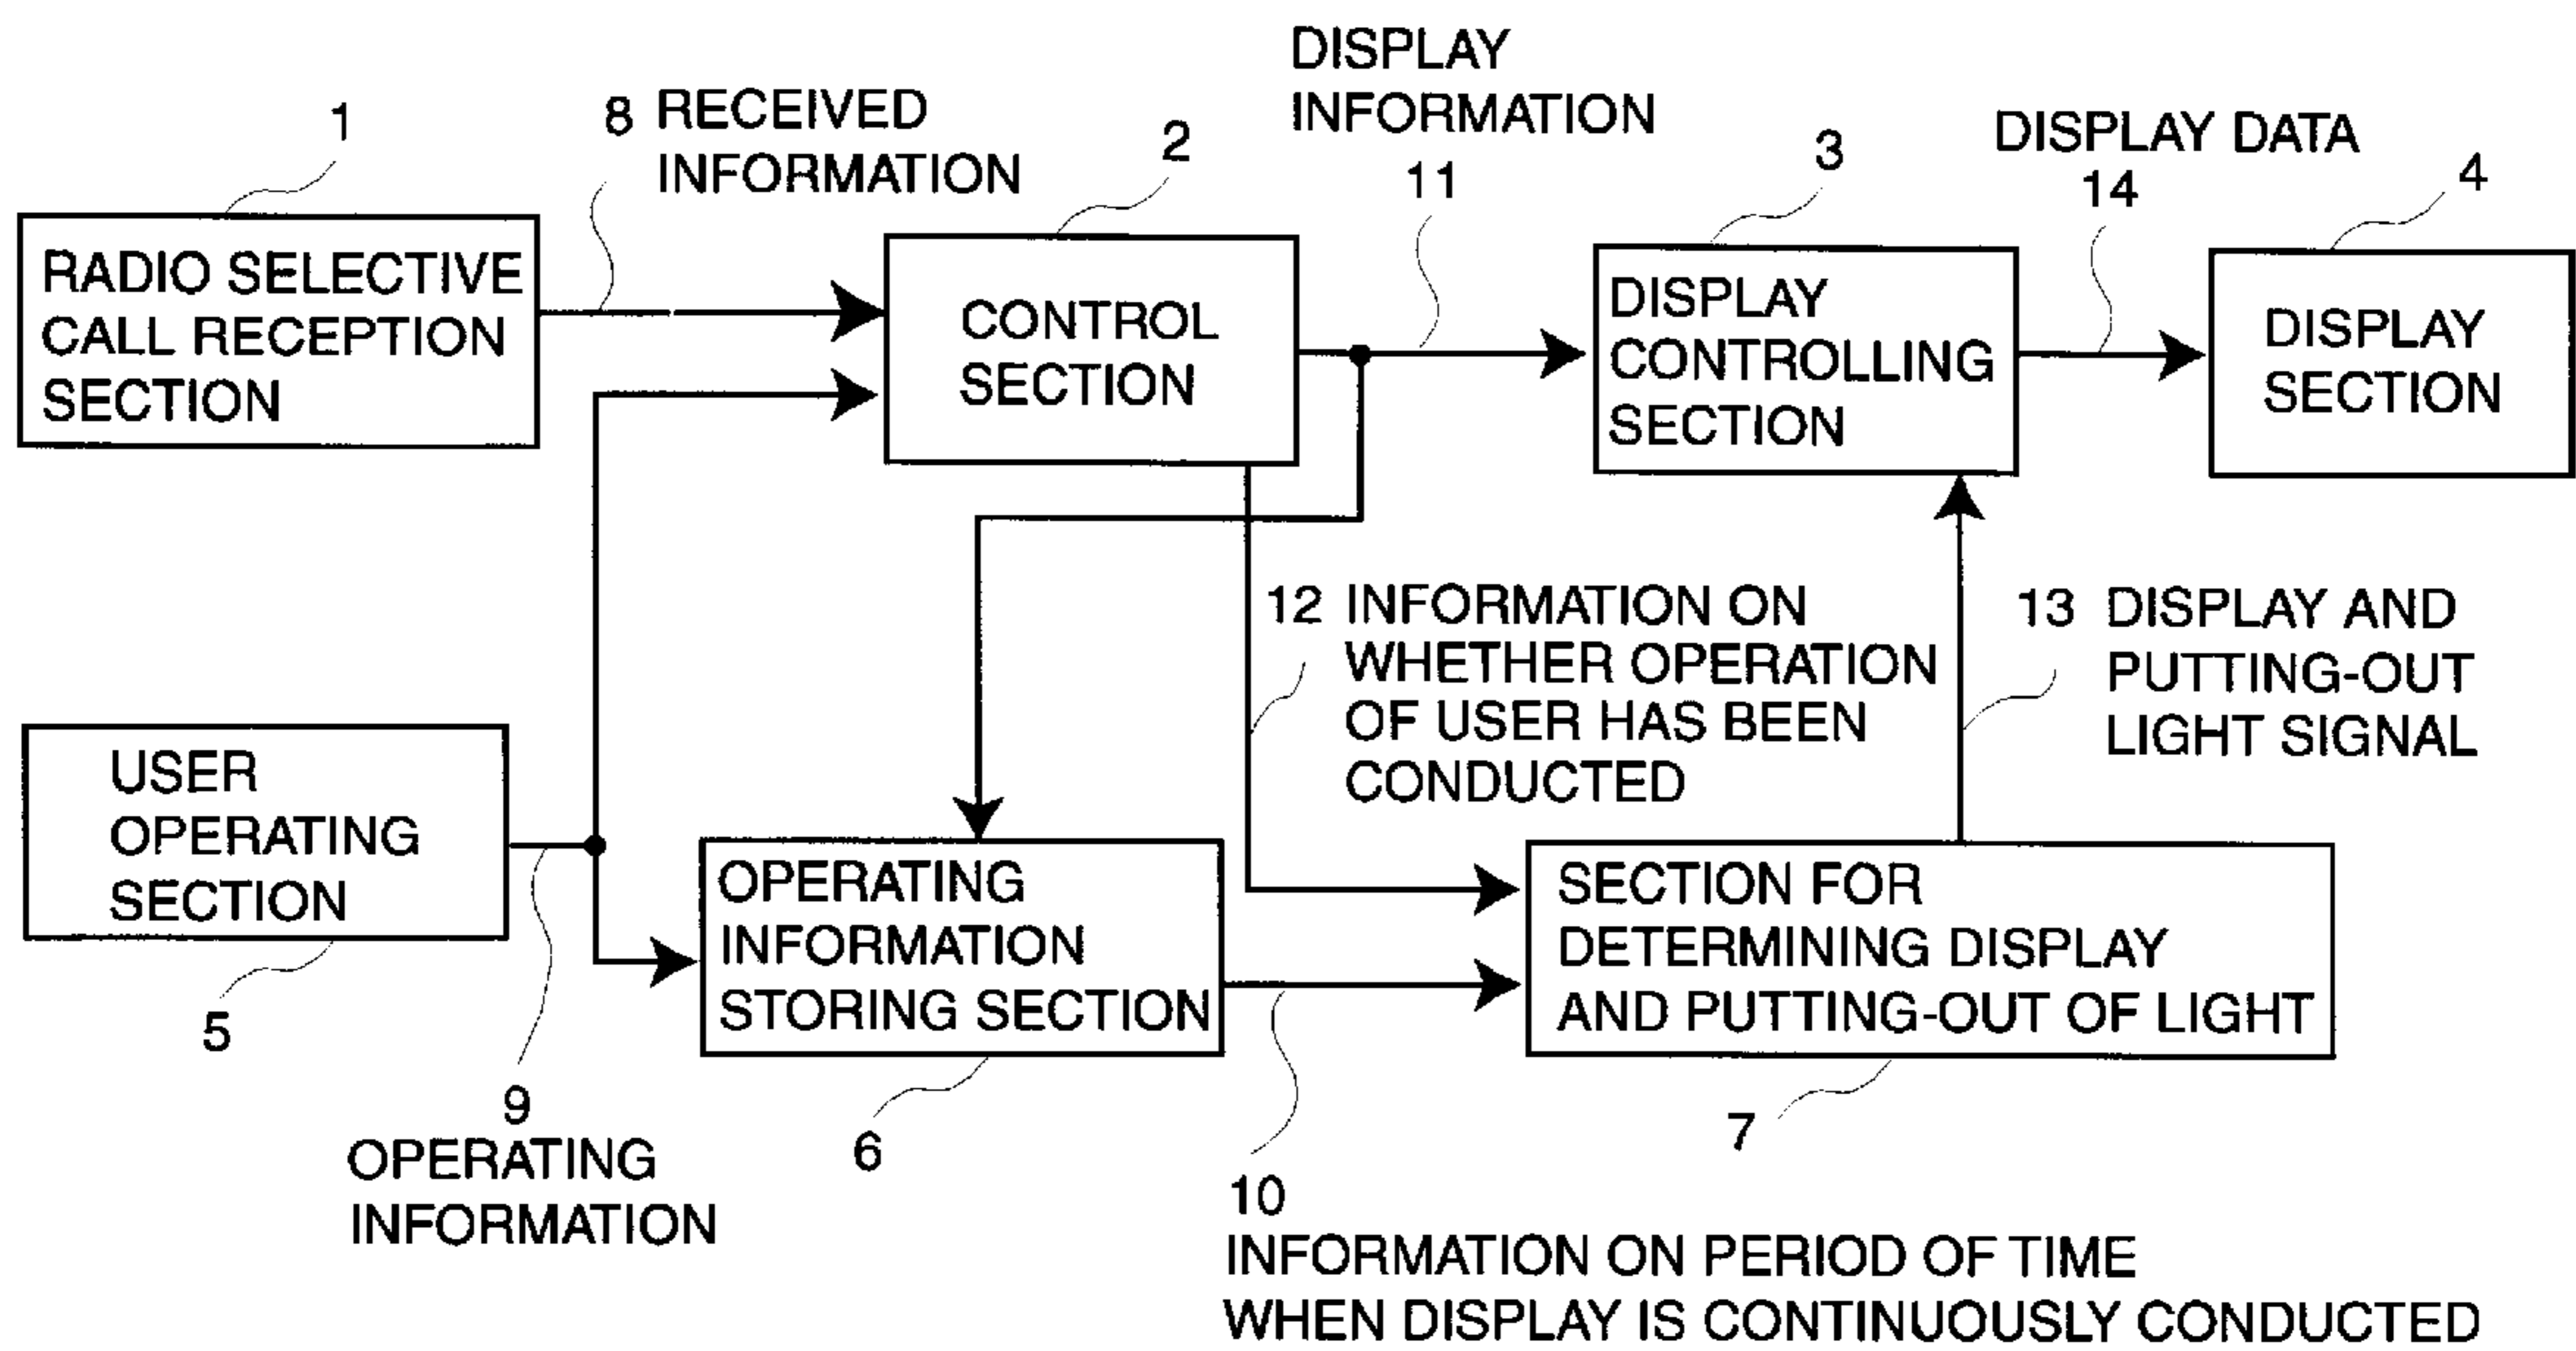 1
RADIO SELECTIVE
CALL RECEPTION
SECTION
8 RECEIVED
INFORMATION
2
CONTROL
SECTION
DISPLAY
INFORMATION
11
3
DISPLAY
CONTROLLING
SECTION
DISPLAY DATA
14
4
DISPLAY
SECTION
12 INFORMATION ON
WHETHER OPERATION
OF USER HAS BEEN
CONDUCTED
13 DISPLAY AND
PUTTING-OUT
LIGHT SIGNAL
USER
OPERATING
SECTION
5
9
OPERATING
INFORMATION
OPERATING
INFORMATION
STORING SECTION
6
SECTION FOR
DETERMINING DISPLAY
AND PUTTING-OUT OF LIGHT
7
10
INFORMATION ON PERIOD OF TIME
WHEN DISPLAY IS CONTINUOUSLY CONDUCTED